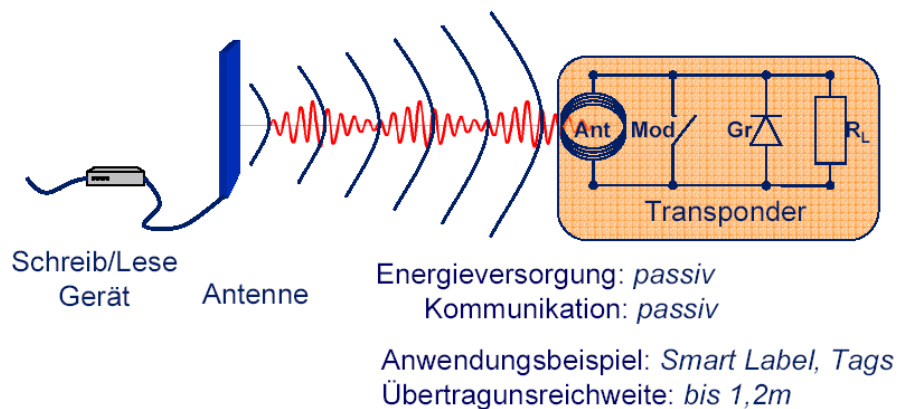 Ant
Mod
Gr
RL
Transponder
Schreib/Lese
Gerät
Antenne
Energieversorgung: passiv
Kommunikation: passiv
Anwendungsbeispiel: Smart Label, Tags
Übertragunsreichweite: bis 1,2m